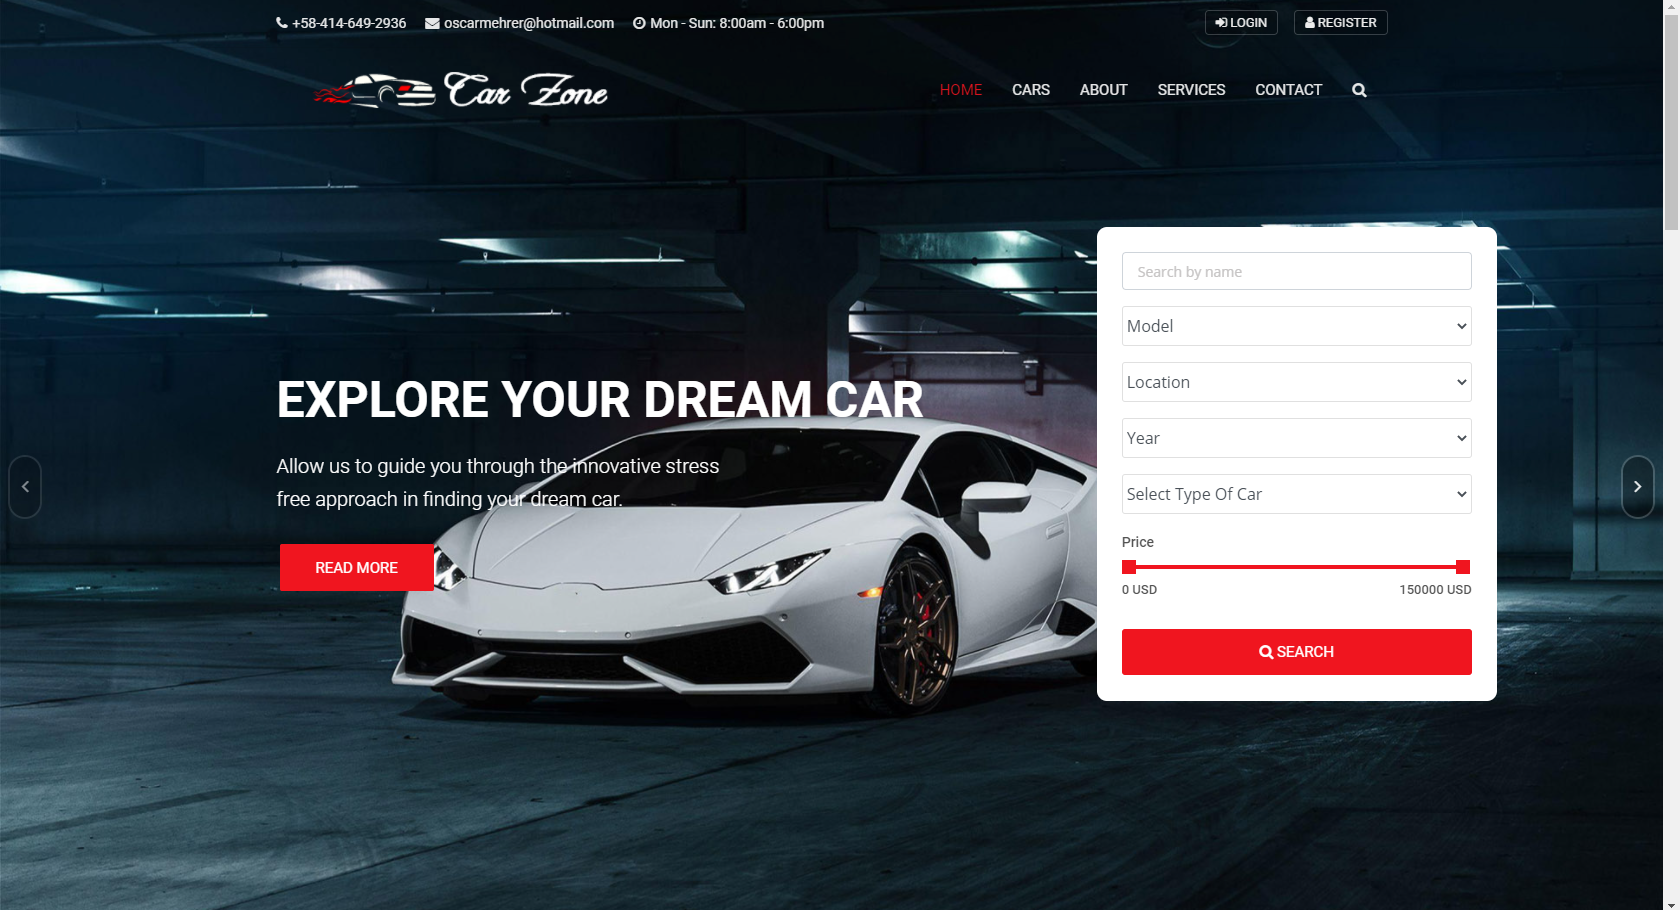 +58-414-649-2936 oscarmehrer@hotmail.com Mon - Sun: 8:00am - 6:00pm LOGIN REGISTER
Car Zone HOME CARS ABOUT SERVICES CONTACT
EXPLORE YOUR DREAM CAR
Allow us to guide you through the innovative stress
free approach in finding your dream car.
READ MORE
Search by name
Model
Location
Year
Select Type Of Car
Price
0 USD 150000 USD
SEARCH